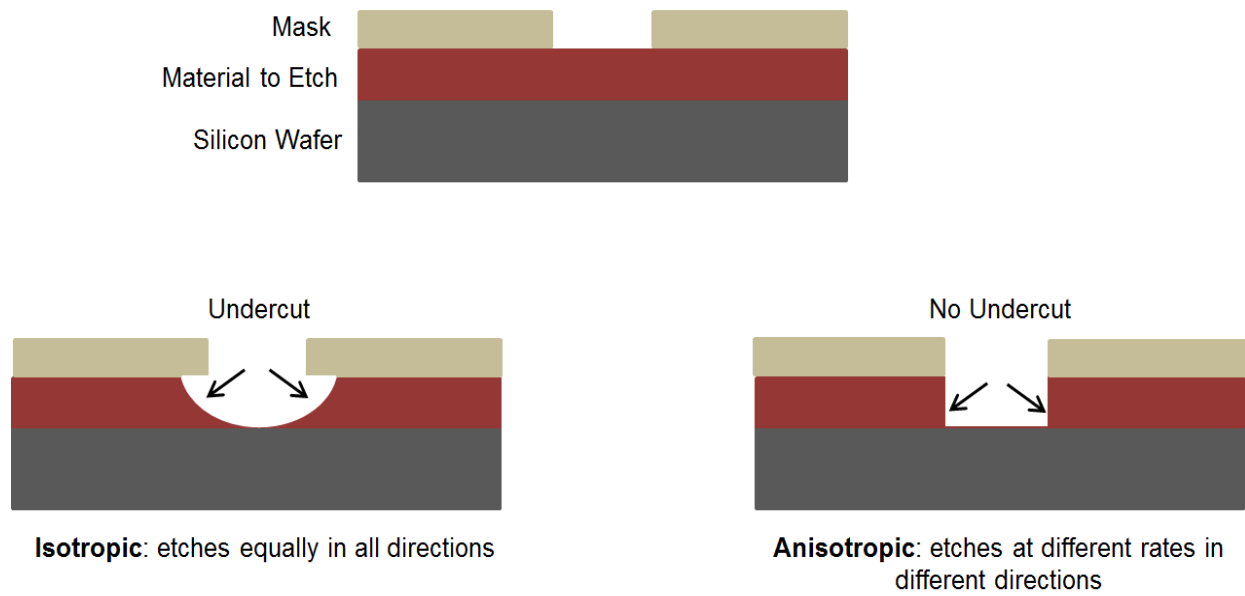 Mask
Material to Etch
Silicon Wafer
Undercut
No Undercut
Isotropic: etches equally in all directions
Anisotropic: etches at different rates in
different directions